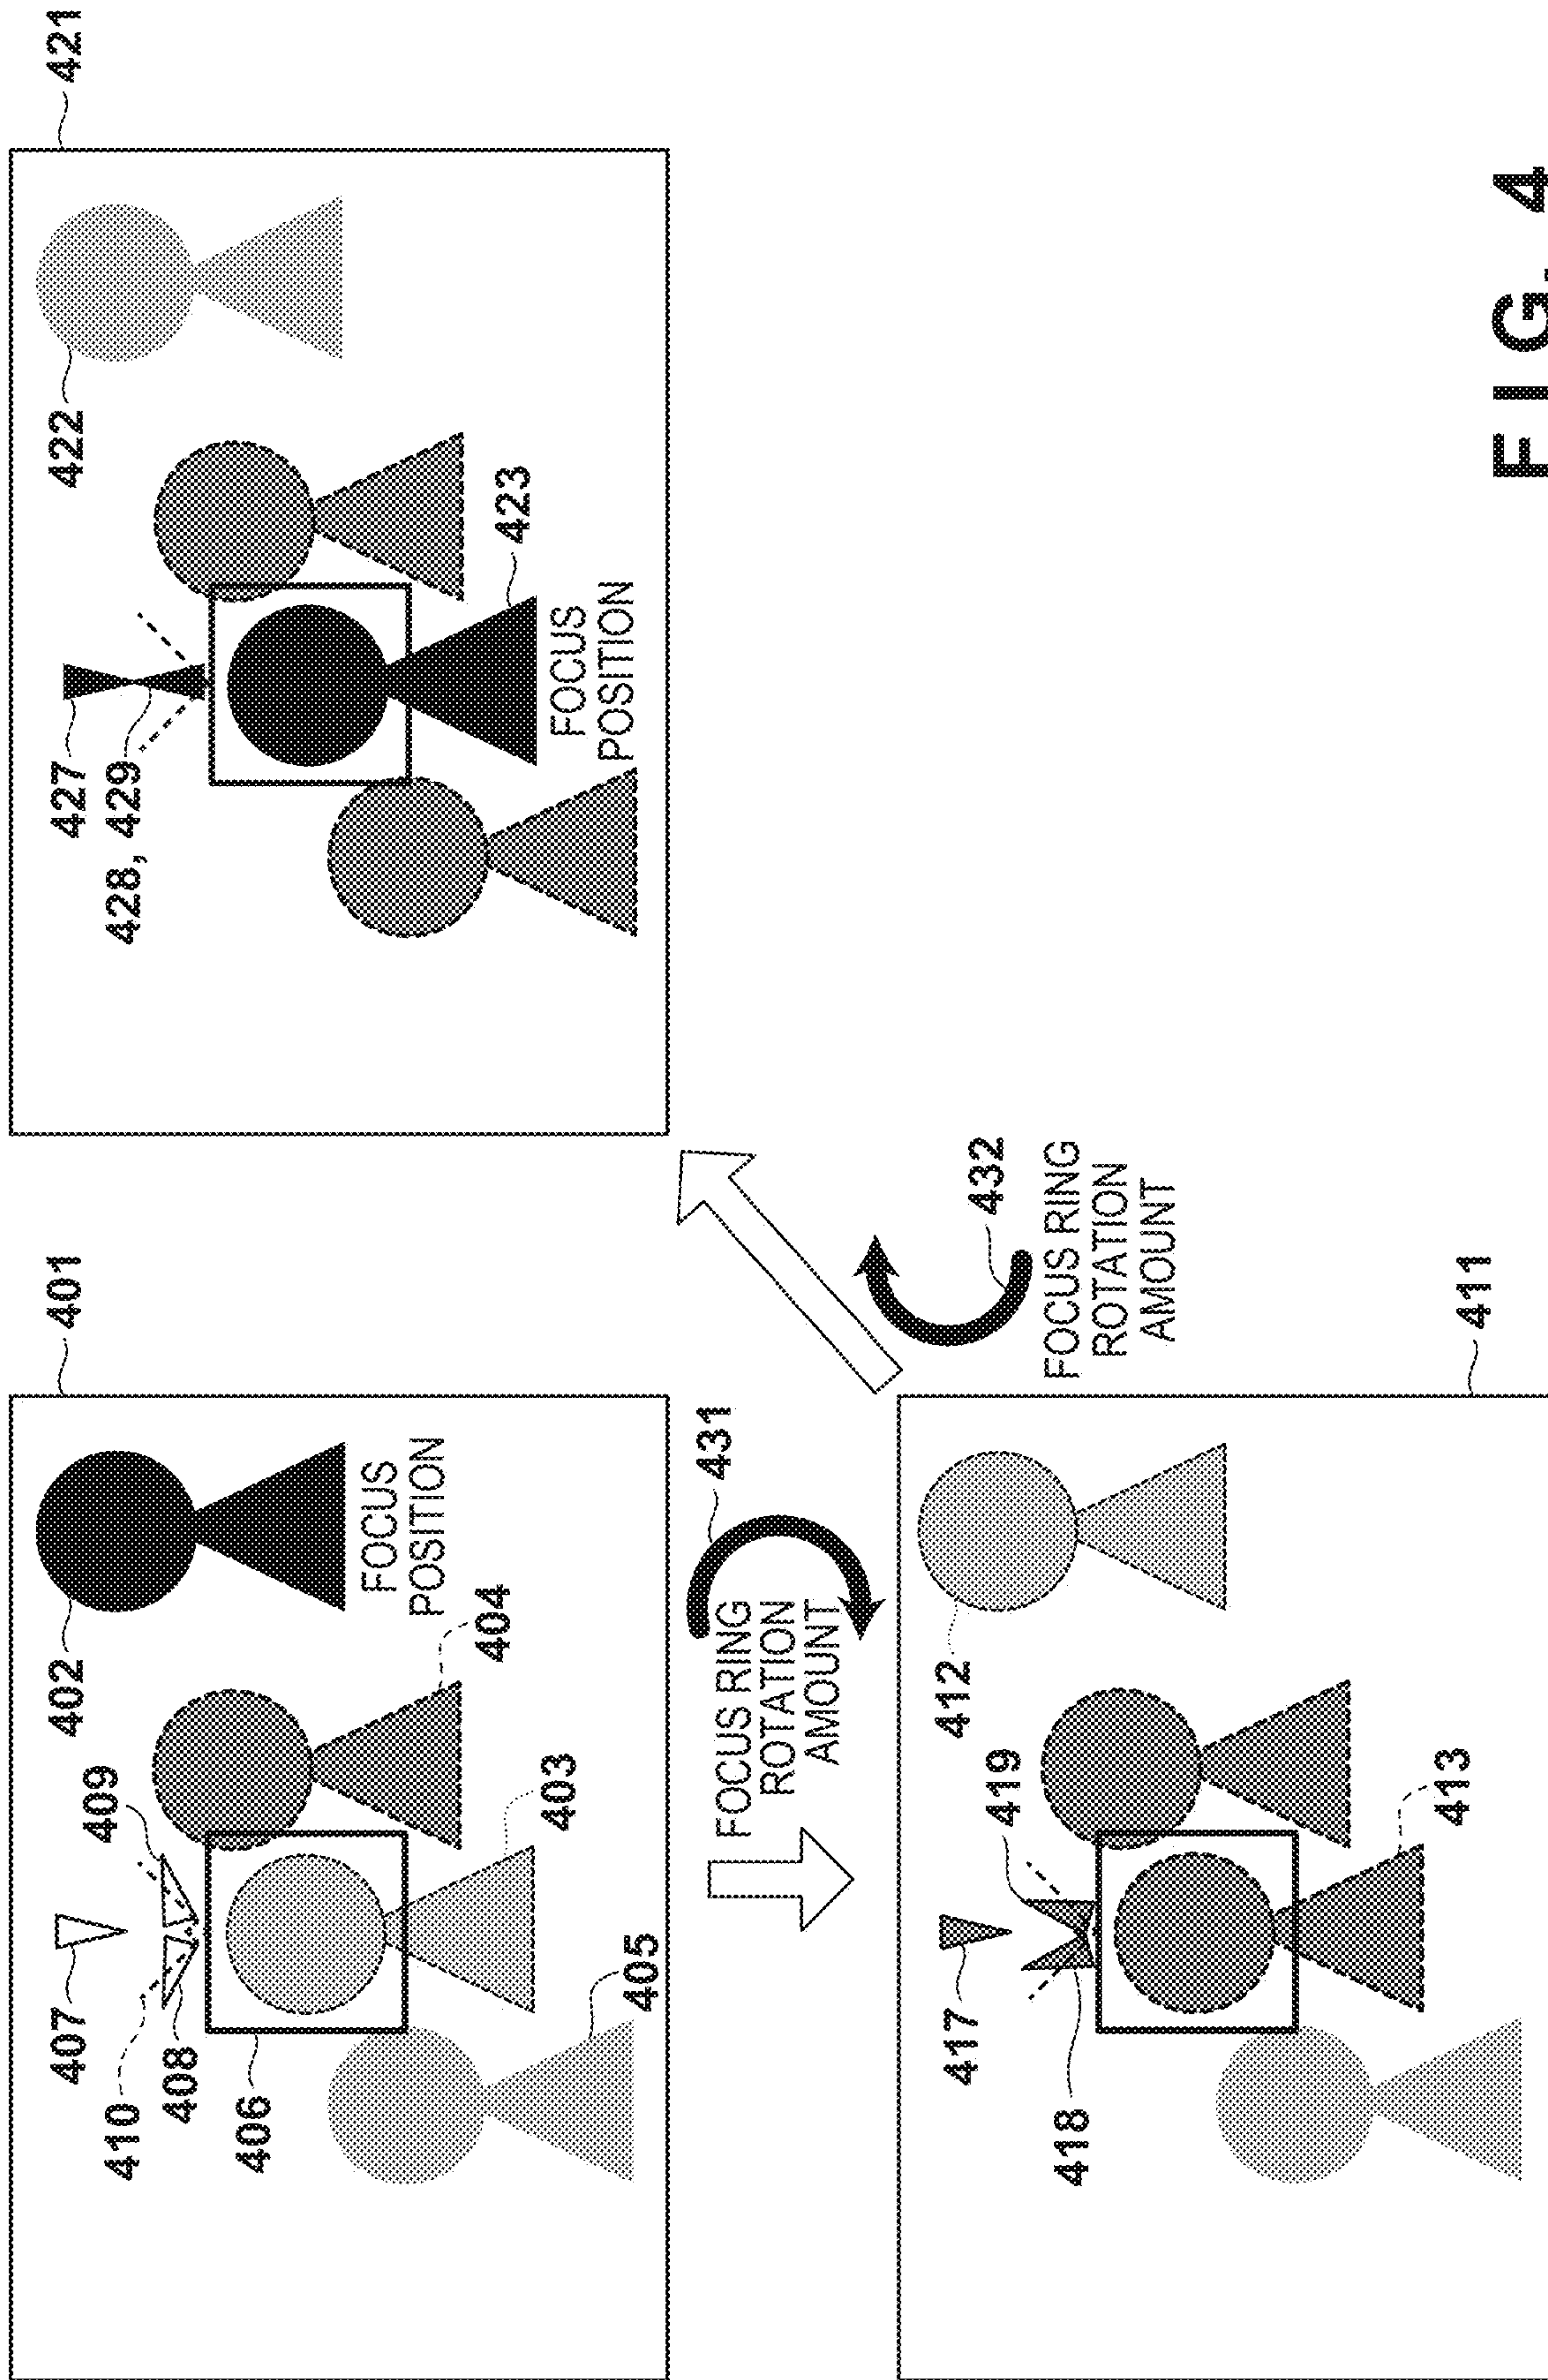 401
402
FOCUS
POSITION
404
409
403
407
410
408
406
405
FOCUS RING
ROTATION
AMOUNT
431
411
412
419
413
417
418
432
FOCUS RING
ROTATION
AMOUNT
421
422
423
FOCUS
POSITION
427
428, 429
FIG. 4